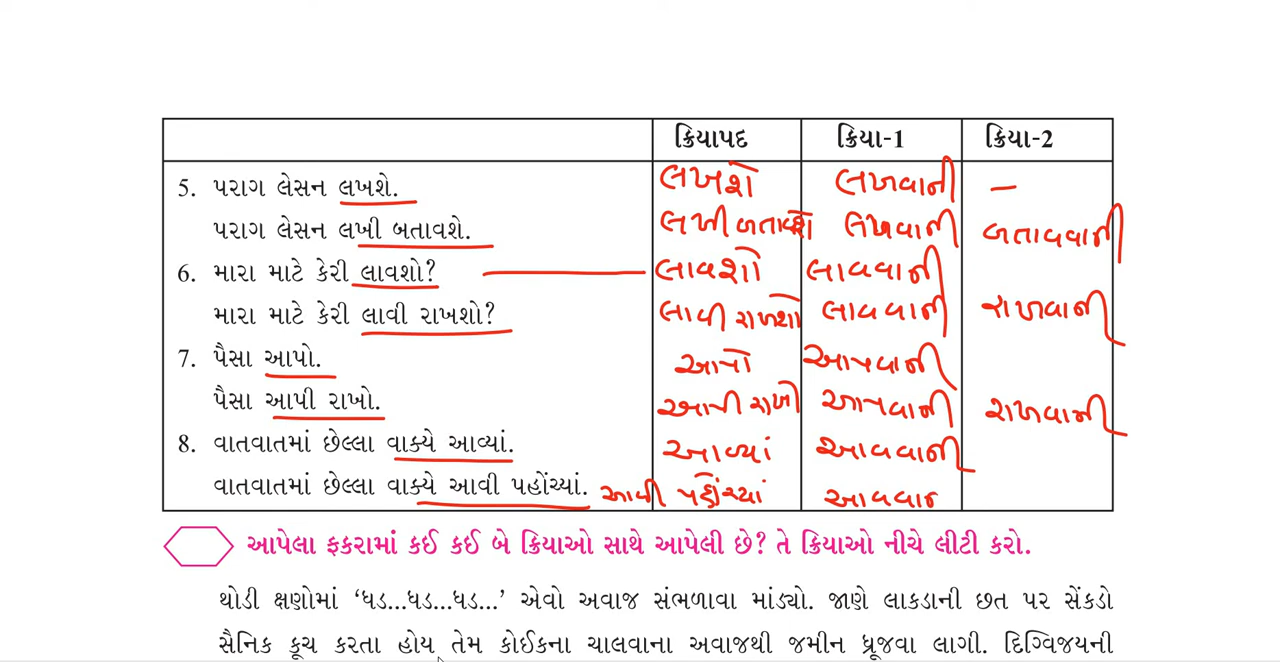 ક્રિયાપદ ક્રિયા-1 ક્રિયા-2
5. પરાગ લેસન લખશે. લખશે લખવાની —
પરાગ લેસન લખી બતાવશે. લખી બતાવશે લખવાની બતાવવાની
6. મારા માટે કેરી લાવશો? લાવશો લાવવાની
મારા માટે કેરી લાવી રાખશો? લાવી રાખશો લાવવાની રાખવાની
7. પૈસા આપો. આપો આપવાની
પૈસા આપી રાખો. આપી રાખો આપવાની રાખવાની
8. વાતવાતમાં છેલ્લા વાક્યે આવ્યાં. આવ્યાં આવવાની
વાતવાતમાં છેલ્લા વાક્યે આવી પહોંચ્યાં. આવી પહોંચ્યાં આવવાન
આપેલા ફકરામાં કઈ કઈ બે ક્રિયાઓ સાથે આપેલી છે? તે ક્રિયાઓ નીચે લીટી કરો.
થોડી ક્ષણોમાં ‘ધડ...ધડ...ધડ...’ એવો અવાજ સંભળાવા માંડ્યો. જાણે લાકડાની છત પર સેંકડો
સૈનિક કૂચ કરતા હોય તેમ કોઈકના ચાલવાના અવાજથી જમીન ધ્રૂજવા લાગી. દિગ્વિજયની